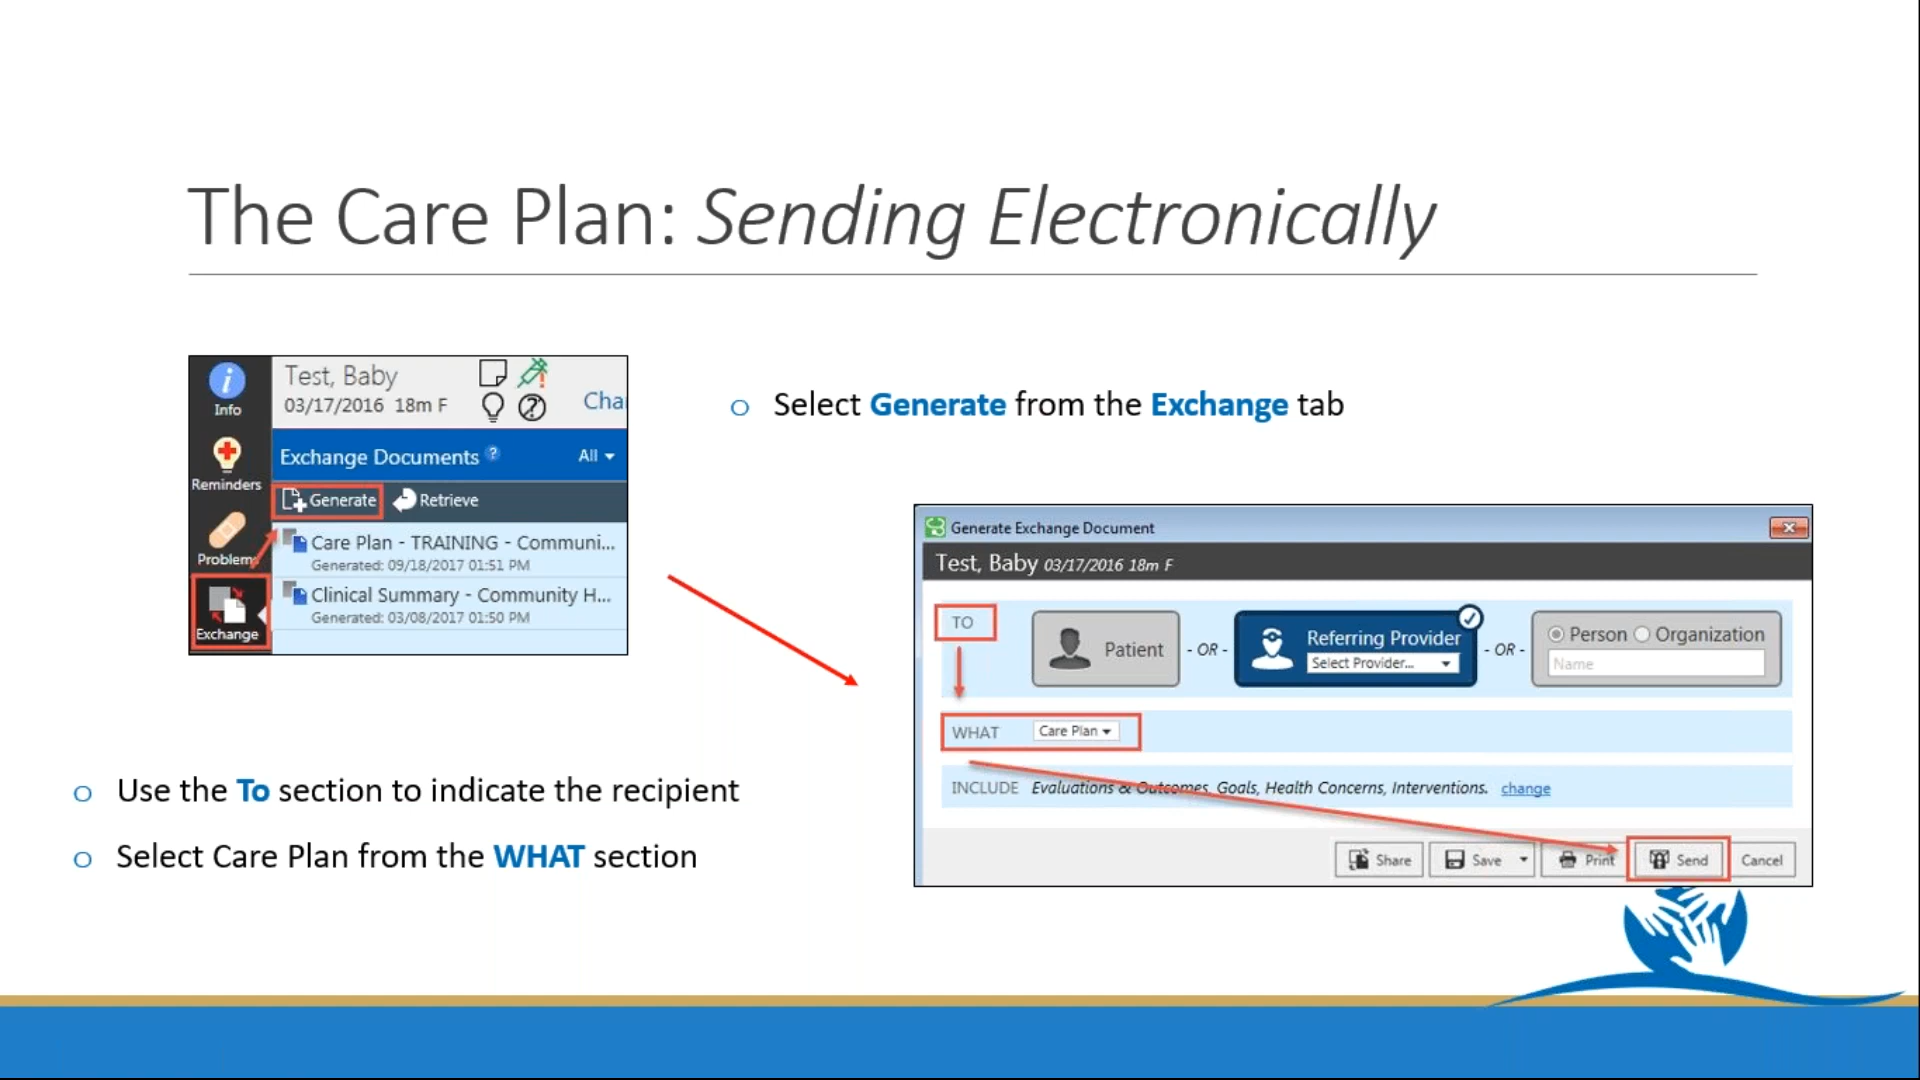 The Care Plan: Sending Electronically
Info
Reminders
Problem
Exchange
Test, Baby
03/17/2016 18m F
Cha
Exchange Documents ?
All
Generate
Retrieve
Care Plan - TRAINING - Communi...
Generated: 09/18/2017 01:51 PM
Clinical Summary - Community H...
Generated: 03/08/2017 01:50 PM
o Select Generate from the Exchange tab
Generate Exchange Document
Test, Baby 03/17/2016 18m F
TO
Patient
- OR -
Referring Provider
Select Provider...
- OR -
Person Organization
Name
WHAT Care Plan
INCLUDE Evaluations & Outcomes, Goals, Health Concerns, Interventions. change
Share Save Print Send Cancel
o Use the To section to indicate the recipient
o Select Care Plan from the WHAT section